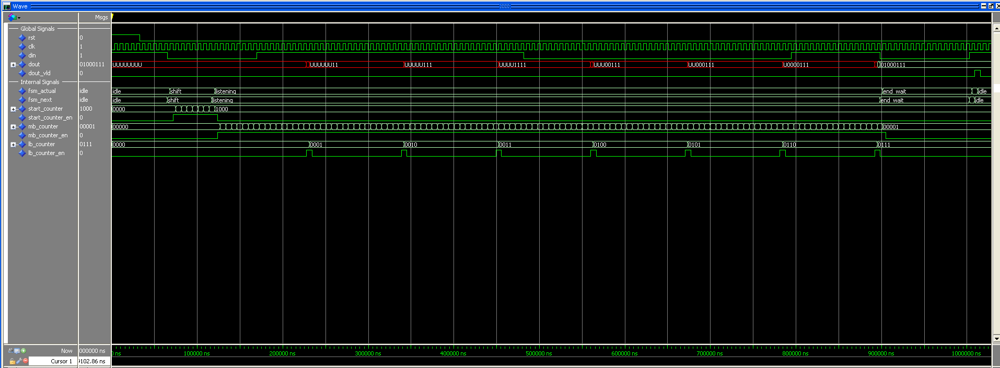 Wave
Msgs
Global Signals
rst 0
clk 1
din 1
dout 01000111 UUUUUUUU UUUUUU11 UUUUU111 UUUU1111 UUU00111 UU000111 U0000111 01000111
dout_vld 0
Internal Signals
fsm_actual idle idle shift listening end_wait idle
fsm_next idle idle shift listening end_wait idle
start_counter 1000 0000 1000
start_counter_en 0
mb_counter 00001 00000 00001
mb_counter_en 0
lb_counter 0111 0000 0001 0010 0011 0100 0101 0110 0111
lb_counter_en 0
Now 000000 ns ns 100000 ns 200000 ns 300000 ns 400000 ns 500000 ns 600000 ns 700000 ns 800000 ns 900000 ns 1000000 ns
Cursor 1 9102.86 ns